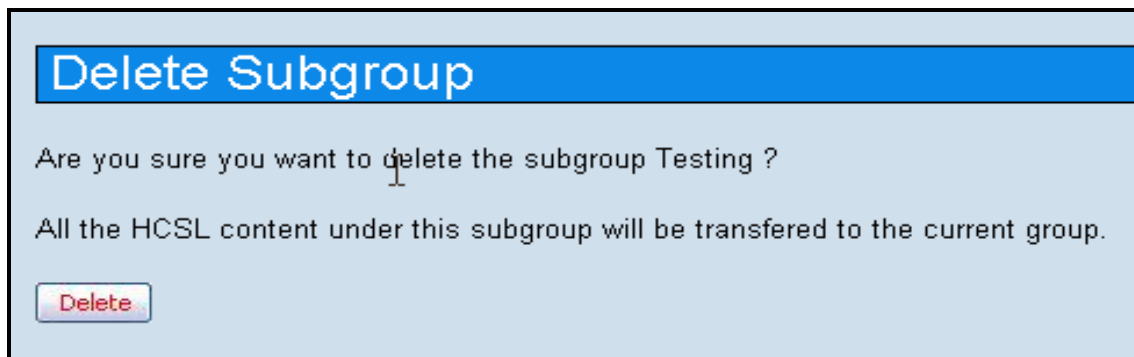 Delete Subgroup
Are you sure you want to delete the subgroup Testing ?
All the HCSL content under this subgroup will be transfered to the current group.
Delete